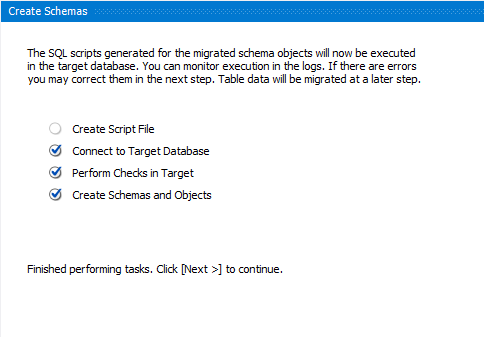 Create Schemas
The SQL scripts generated for the migrated schema objects will now be executed
in the target database. You can monitor execution in the logs. If there are errors
you may correct them in the next step. Table data will be migrated at a later step.
Create Script File
Connect to Target Database
Perform Checks in Target
Create Schemas and Objects
Finished performing tasks. Click [Next >] to continue.